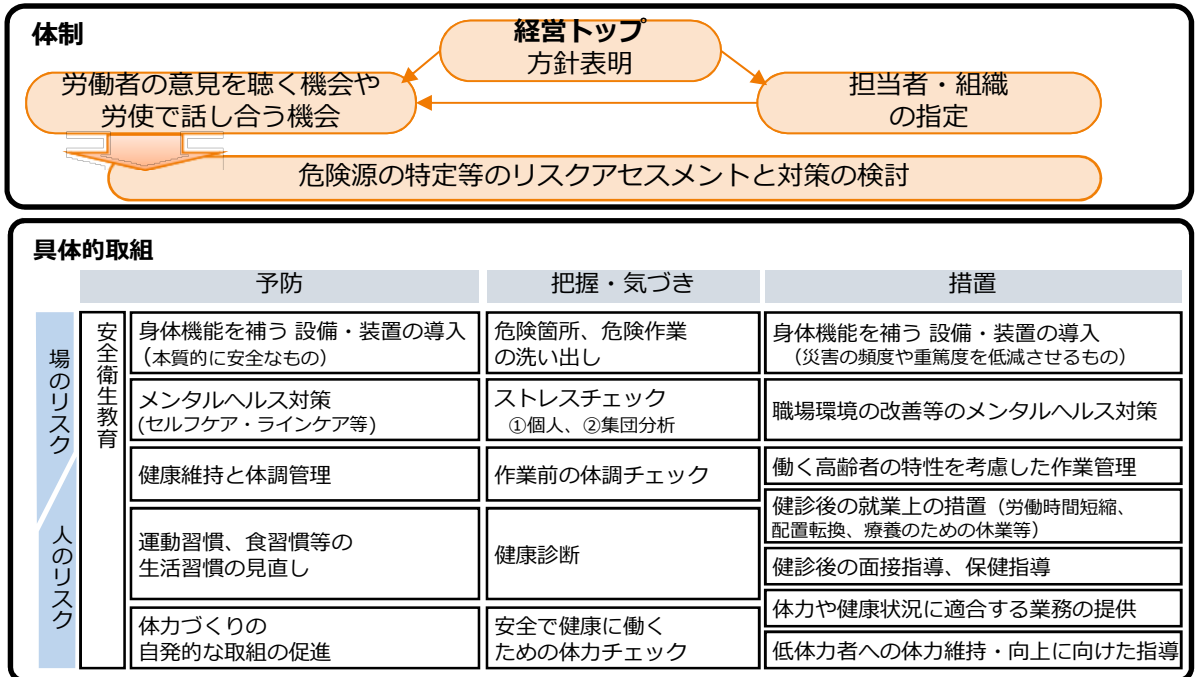 体制
経営トップ
方針表明
労働者の意見を聴く機会や
労使で話し合う機会
担当者・組織
の指定
危険源の特定等のリスクアセスメントと対策の検討
具体的取組
予防
把握・気づき
措置
場のリスク
人のリスク
安全衛生教育
身体機能を補う 設備・装置の導入
（本質的に安全なもの）
危険箇所、危険作業
の洗い出し
身体機能を補う 設備・装置の導入
（災害の頻度や重篤度を低減させるもの）
メンタルヘルス対策
(セルフケア・ラインケア等)
ストレスチェック
①個人、②集団分析
職場環境の改善等のメンタルヘルス対策
健康維持と体調管理
作業前の体調チェック
働く高齢者の特性を考慮した作業管理
運動習慣、食習慣等の
生活習慣の見直し
健康診断
健診後の就業上の措置（労働時間短縮、
配置転換、療養のための休業等）
健診後の面接指導、保健指導
体力づくりの
自発的な取組の促進
安全で健康に働く
ための体力チェック
体力や健康状況に適合する業務の提供
低体力者への体力維持・向上に向けた指導